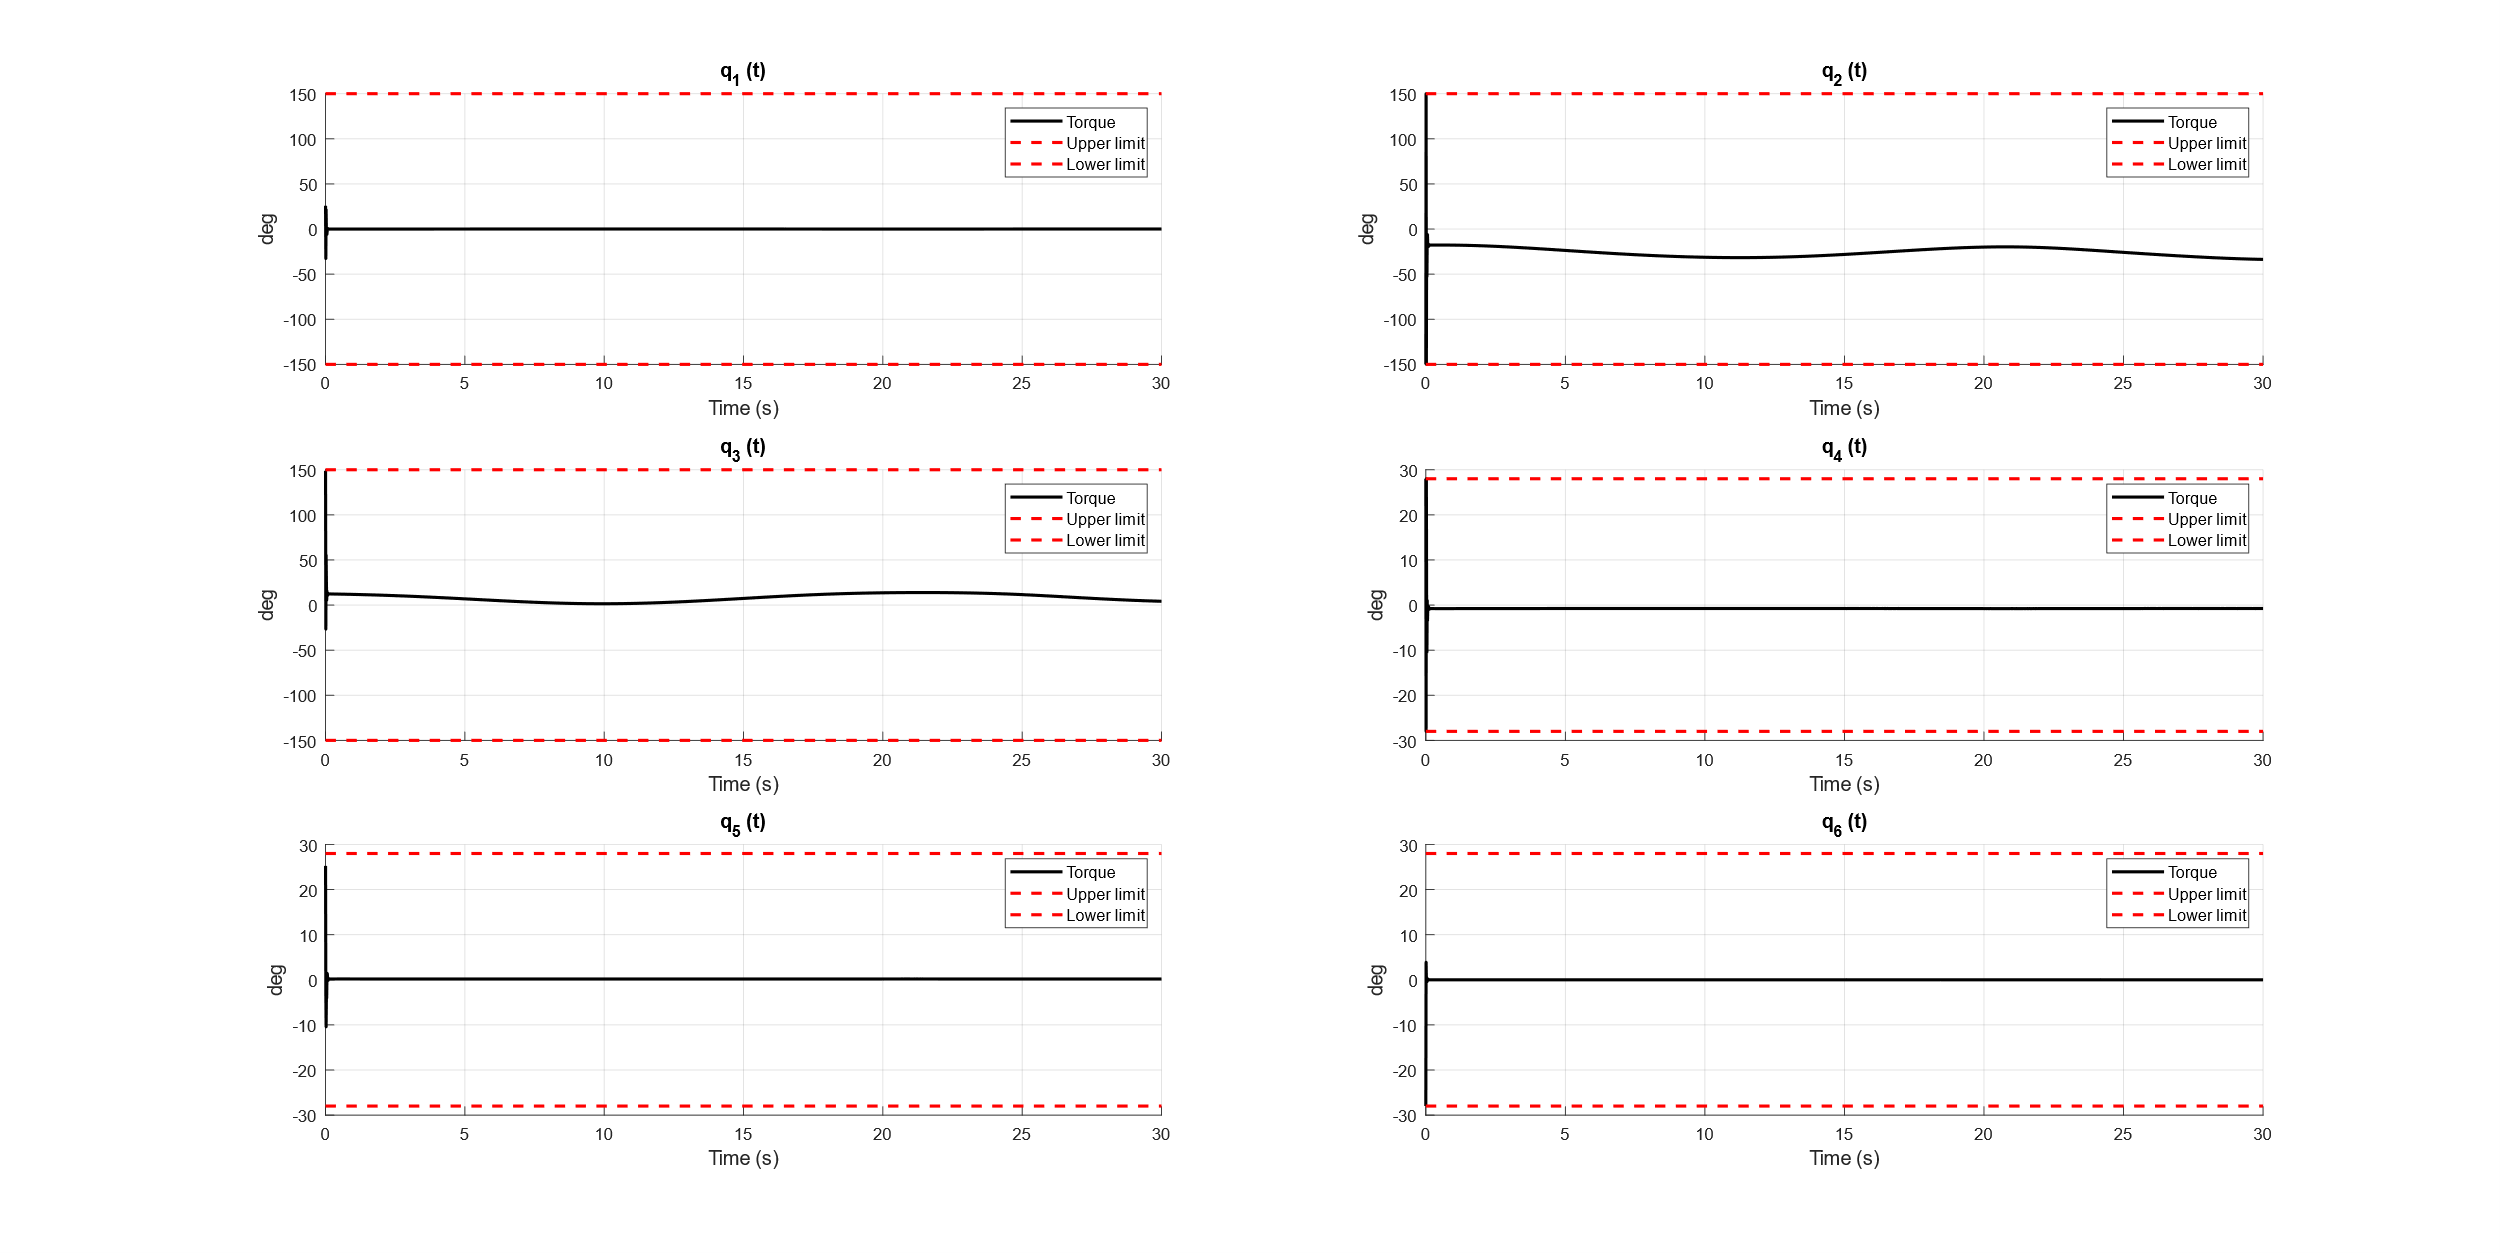 q1 (t)
150
100
50
0
-50
-100
-150
deg
Torque
Upper limit
Lower limit
0 5 10 15 20 25 30
Time (s)
q2 (t)
150
100
50
0
-50
-100
-150
deg
Torque
Upper limit
Lower limit
0 5 10 15 20 25 30
Time (s)
q3 (t)
150
100
50
0
-50
-100
-150
deg
Torque
Upper limit
Lower limit
0 5 10 15 20 25 30
Time (s)
q4 (t)
30
20
10
0
-10
-20
-30
deg
Torque
Upper limit
Lower limit
0 5 10 15 20 25 30
Time (s)
q5 (t)
30
20
10
0
-10
-20
-30
deg
Torque
Upper limit
Lower limit
0 5 10 15 20 25 30
Time (s)
q6 (t)
30
20
10
0
-10
-20
-30
deg
Torque
Upper limit
Lower limit
0 5 10 15 20 25 30
Time (s)